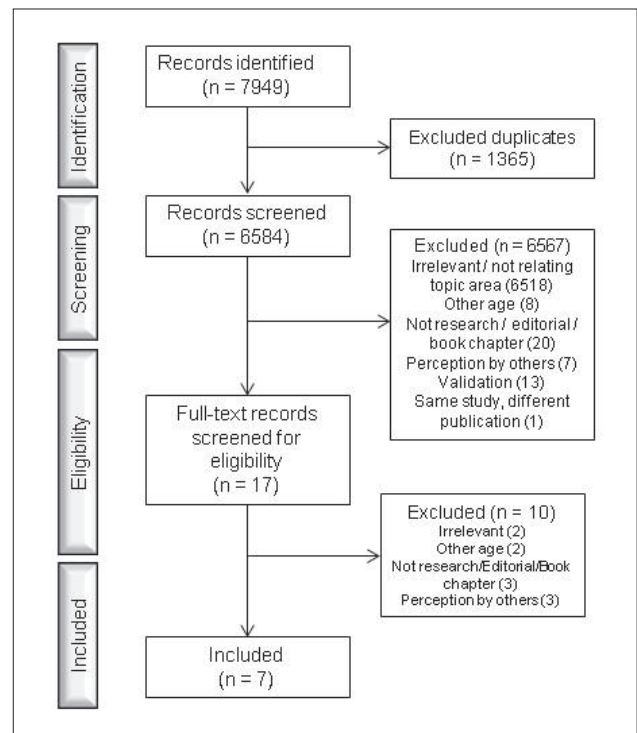 Identification
Records identified
(n = 7949)
Excluded duplicates
(n = 1365)
Screening
Records screened
(n = 6584)
Excluded (n = 6567)
Irrelevant / not relating
topic area (6518)
Other age (8)
Not research / editorial /
book chapter (20)
Perception by others (7)
Validation (13)
Same study, different
publication (1)
Eligibility
Full-text records
screened for
eligibility
(n = 17)
Excluded (n = 10)
Irrelevant (2)
Other age (2)
Not research/Editorial/Book
chapter (3)
Perception by others (3)
Included
Included
(n = 7)